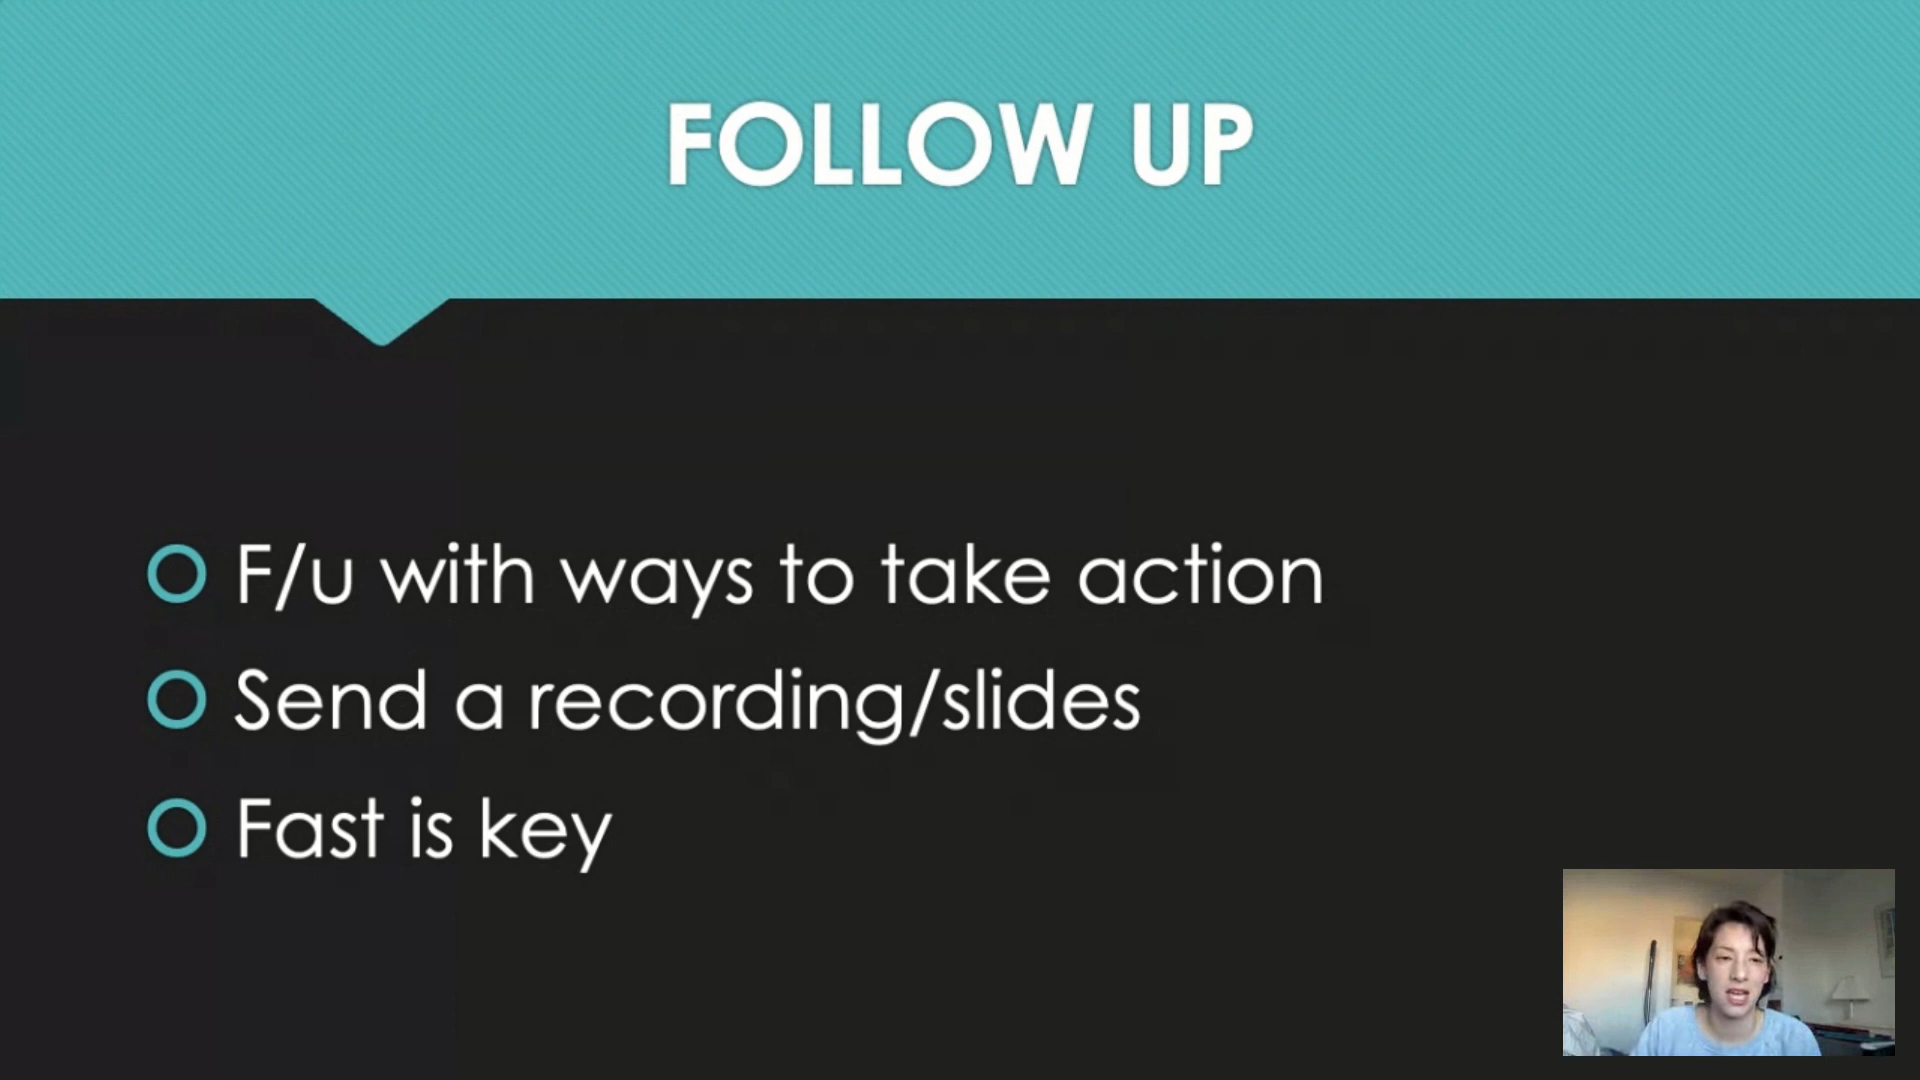 FOLLOW UP
F/u with ways to take action
Send a recording/slides
Fast is key